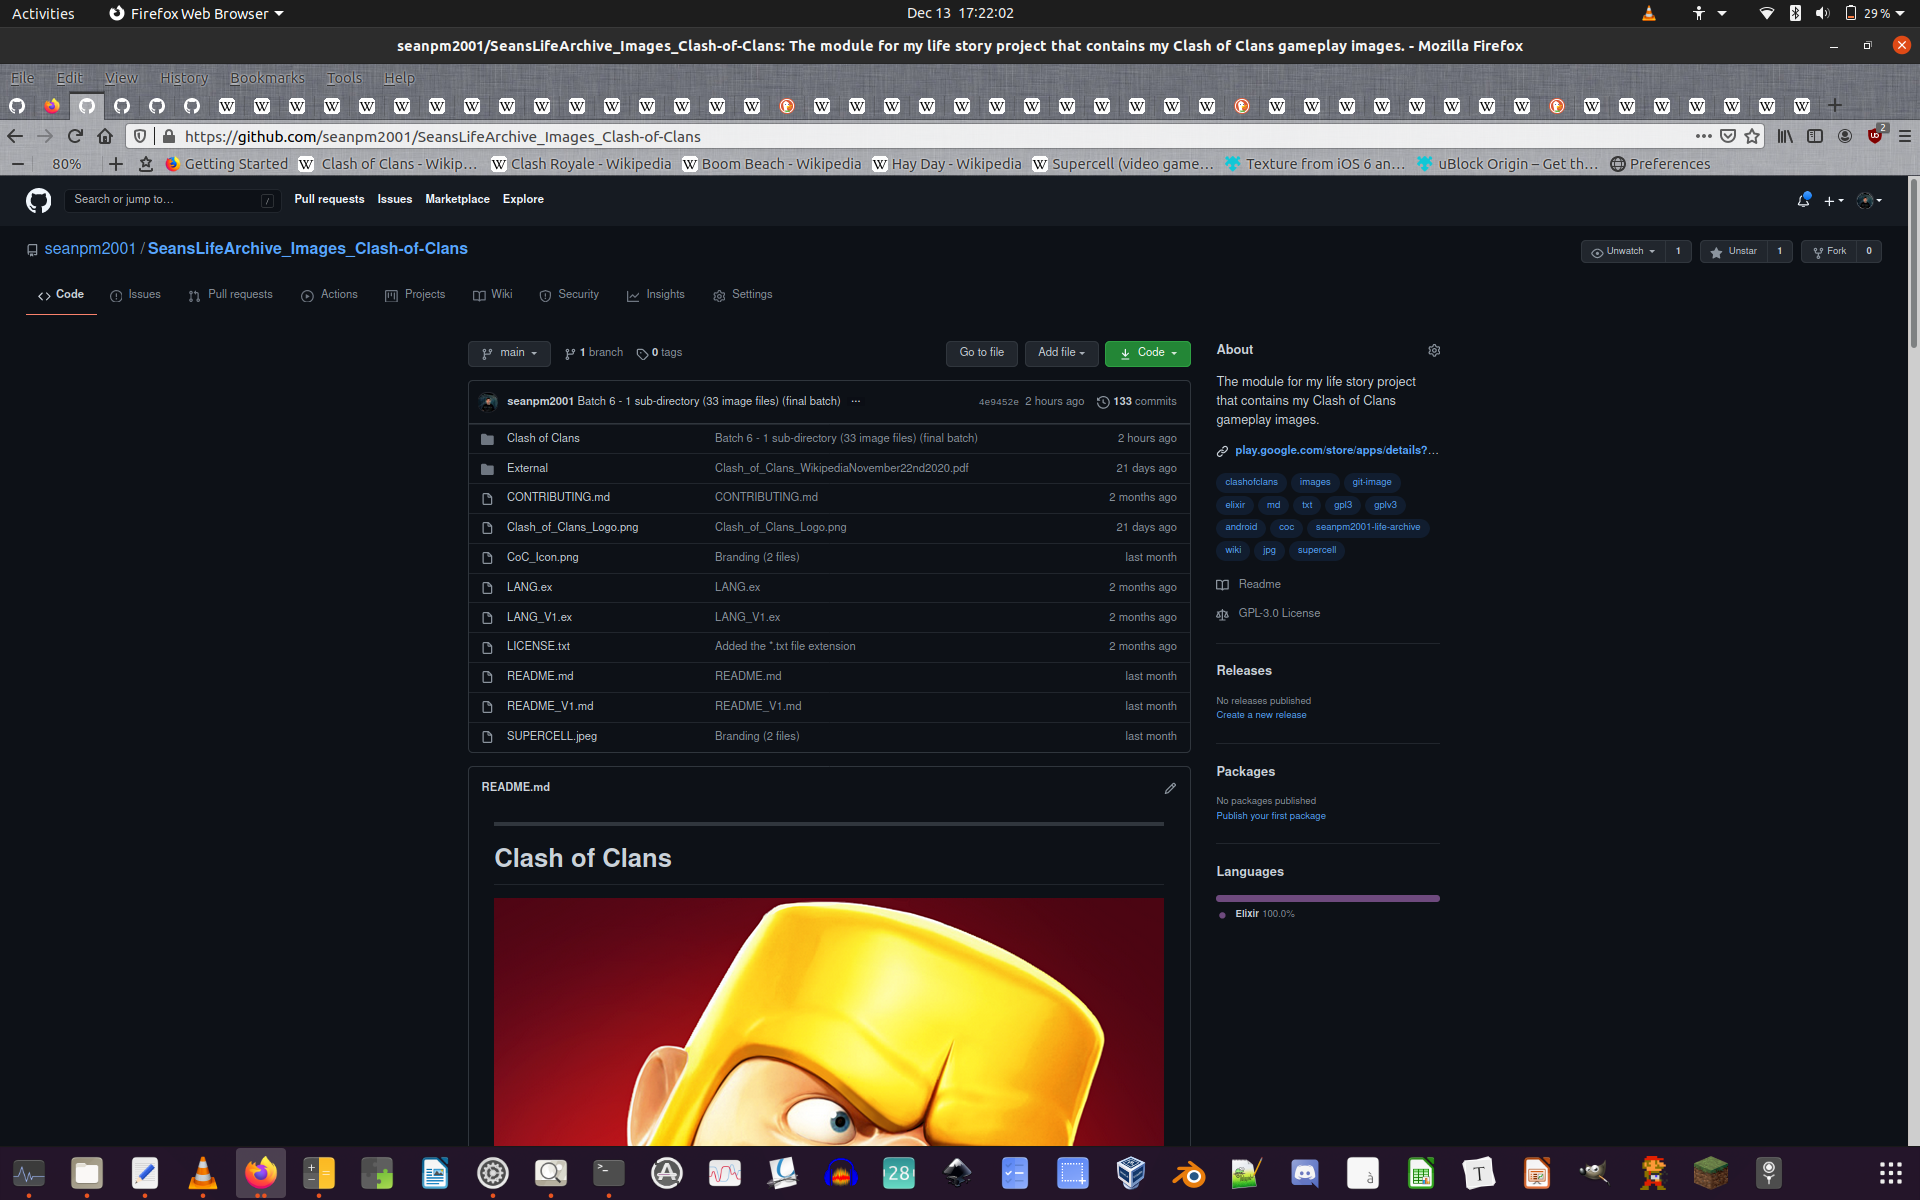 Activities
Firefox Web Browser
Dec 13 17:22:02
29 %
seanpm2001/SeansLifeArchive_Images_Clash-of-Clans: The module for my life story project that contains my Clash of Clans gameplay images. - Mozilla Firefox
File Edit View History Bookmarks Tools Help
https://github.com/seanpm2001/SeansLifeArchive_Images_Clash-of-Clans
2
80%
Getting Started
Clash of Clans - Wikip…
Clash Royale - Wikipedia
Boom Beach - Wikipedia
Hay Day - Wikipedia
Supercell (video game…
Texture from iOS 6 an…
uBlock Origin – Get th…
Preferences
Search or jump to…
/
Pull requests Issues Marketplace Explore
seanpm2001 / SeansLifeArchive_Images_Clash-of-Clans
Unwatch 1
Unstar 1
Fork 0
Code
Issues
Pull requests
Actions
Projects
Wiki
Security
Insights
Settings
main
1 branch
0 tags
Go to file
Add file
Code
seanpm2001 Batch 6 - 1 sub-directory (33 image files) (final batch) … 4e9452e 2 hours ago 133 commits
Clash of Clans Batch 6 - 1 sub-directory (33 image files) (final batch) 2 hours ago
External Clash_of_Clans_WikipediaNovember22nd2020.pdf 21 days ago
CONTRIBUTING.md CONTRIBUTING.md 2 months ago
Clash_of_Clans_Logo.png Clash_of_Clans_Logo.png 21 days ago
CoC_Icon.png Branding (2 files) last month
LANG.ex LANG.ex 2 months ago
LANG_V1.ex LANG_V1.ex 2 months ago
LICENSE.txt Added the *.txt file extension 2 months ago
README.md README.md last month
README_V1.md README_V1.md last month
SUPERCELL.jpeg Branding (2 files) last month
README.md
Clash of Clans
About
The module for my life story project
that contains my Clash of Clans
gameplay images.
play.google.com/store/apps/details?…
clashofclans images git-image
elixir md txt gpl3 gplv3
android coc seanpm2001-life-archive
wiki jpg supercell
Readme
GPL-3.0 License
Releases
No releases published
Create a new release
Packages
No packages published
Publish your first package
Languages
Elixir 100.0%
28